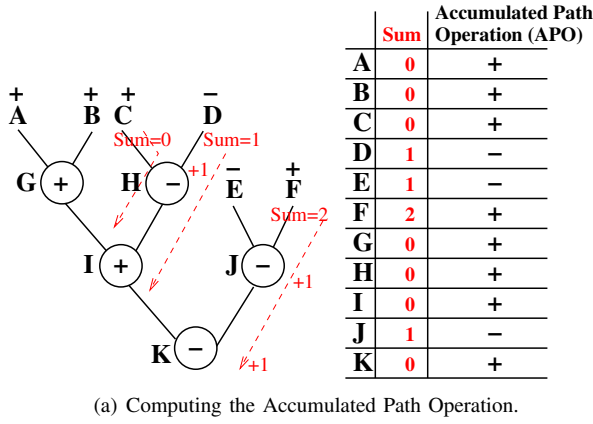 Accumulated Path
Sum Operation (APO)
A 0 +
B 0 +
C 0 +
D 1 −
E 1 −
F 2 +
G 0 +
H 0 +
I 0 +
J 1 −
K 0 +
+ + + −
A B C D
Sum=0 Sum=1
G + H − +1
− +
E F
Sum=2
I + J −
+1
K −
+1
(a) Computing the Accumulated Path Operation.